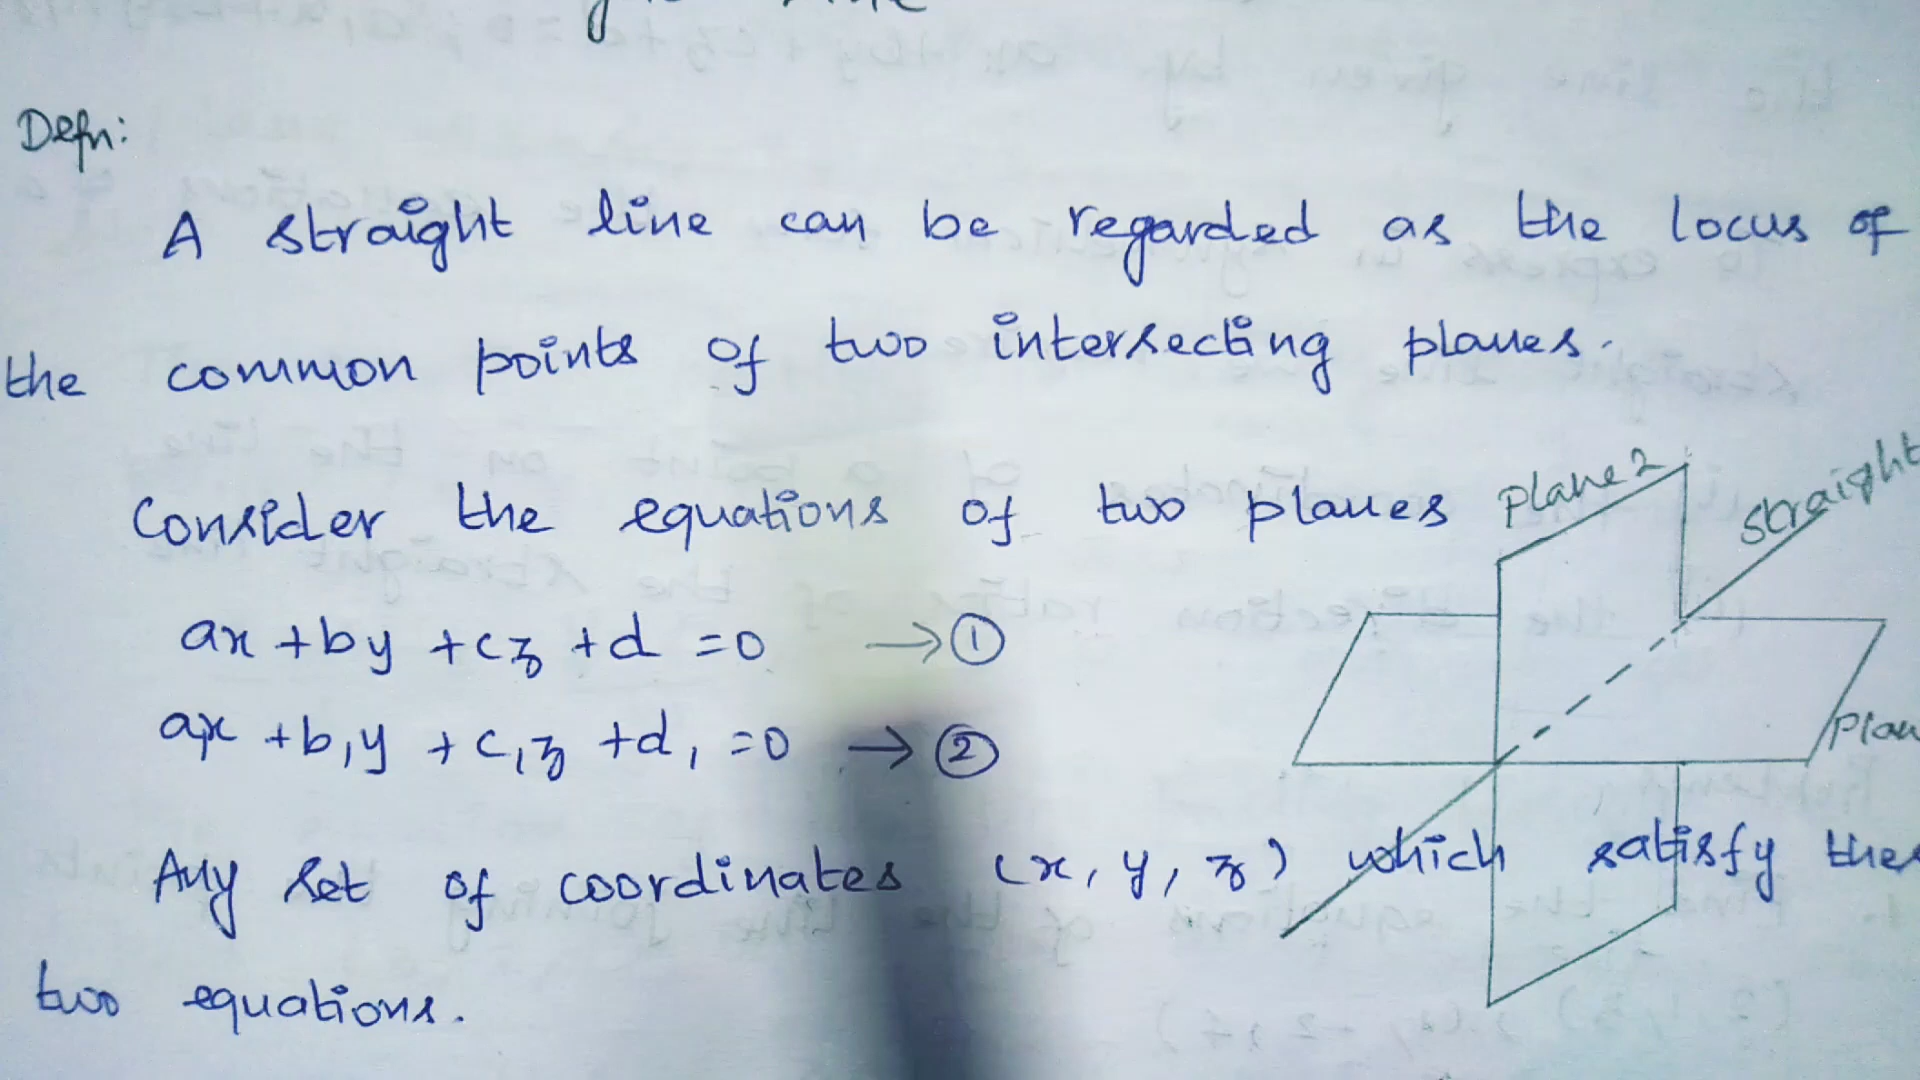 Defn:
A straight line can be regarded as the locus of
the common points of two intersecting planes.
Consider the equations of two planes
plane 2
straight
ax + by + cz + d = 0 → ①
a₁x + b₁y + c₁z + d₁ = 0 → ②
Plan
Any set of coordinates (x, y, z) which satisfy the
two equations.